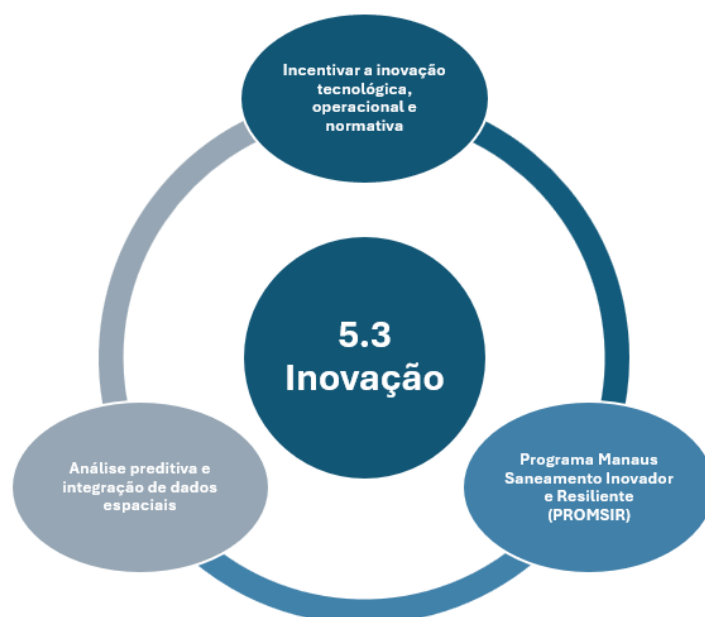 Incentivar a inovação
tecnológica,
operacional e
normativa
5.3
Inovação
Análise preditiva e
integração de dados
espaciais
Programa Manaus
Saneamento Inovador
e Resiliente
(PROMSIR)